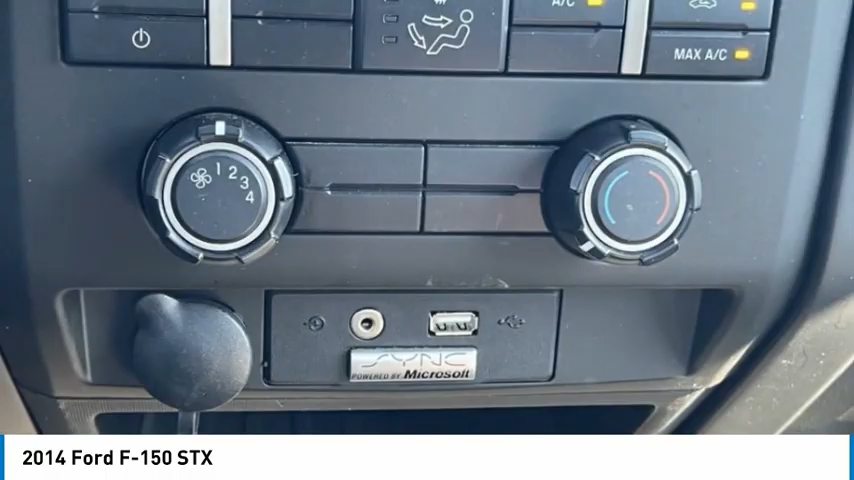 A/C
MAX A/C
1 2 3 4
SYNC
POWERED BY Microsoft
2014 Ford F-150 STX